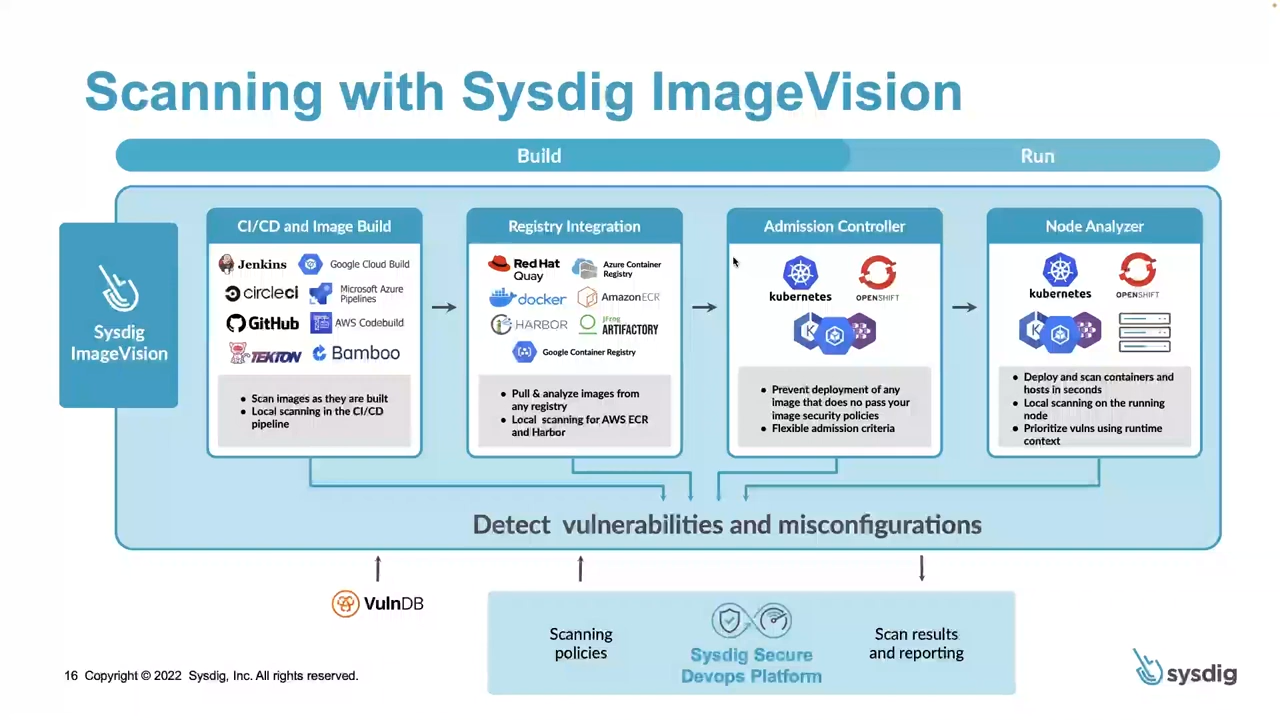 Scanning with Sysdig ImageVision
Build
Run
Sysdig
ImageVision
CI/CD and Image Build
Jenkins
Google Cloud Build
circleci
Microsoft Azure
Pipelines
GitHub
AWS Codebuild
TEKTON
Bamboo
Scan images as they are built
Local scanning in the CI/CD
pipeline
Registry Integration
Red Hat
Quay
Azure Container
Registry
docker
Amazon ECR
HARBOR
JFrog
ARTIFACTORY
Google Container Registry
Pull & analyze images from
any registry
Local scanning for AWS ECR
and Harbor
Admission Controller
kubernetes
OPENSHIFT
Prevent deployment of any
image that does no pass your
image security policies
Flexible admission criteria
Node Analyzer
kubernetes
OPENSHIFT
Deploy and scan containers and
hosts in seconds
Local scanning on the running
node
Prioritize vulns using runtime
context
Detect vulnerabilities and misconfigurations
VulnDB
Scanning
policies
Sysdig Secure
Devops Platform
Scan results
and reporting
16 Copyright © 2022 Sysdig, Inc. All rights reserved.
sysdig